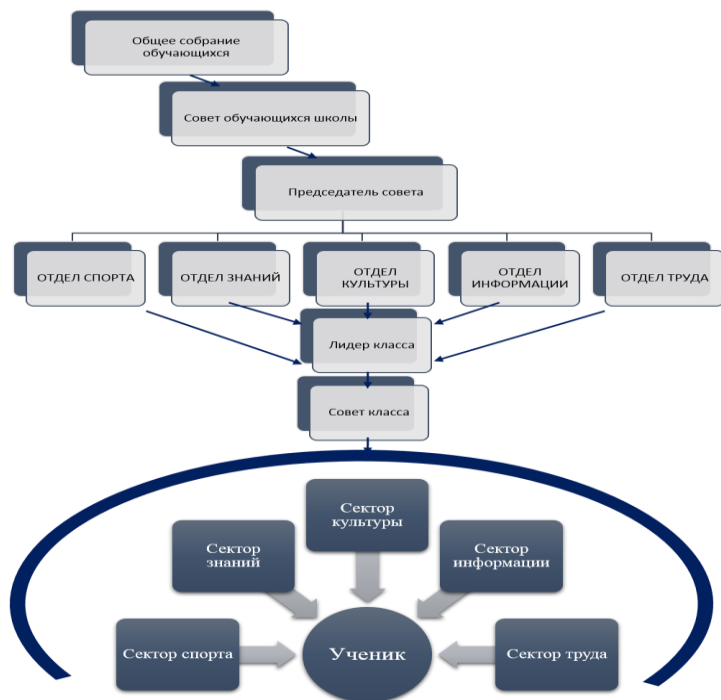 Общее собрание
обучающихся
Совет обучающихся школы
Председатель совета
ОТДЕЛ СПОРТА
ОТДЕЛ ЗНАНИЙ
ОТДЕЛ
КУЛЬТУРЫ
ОТДЕЛ
ИНФОРМАЦИИ
ОТДЕЛ ТРУДА
Лидер класса
Совет класса
Сектор
культуры
Сектор
знаний
Сектор
информации
Сектор спорта
Ученик
Сектор труда